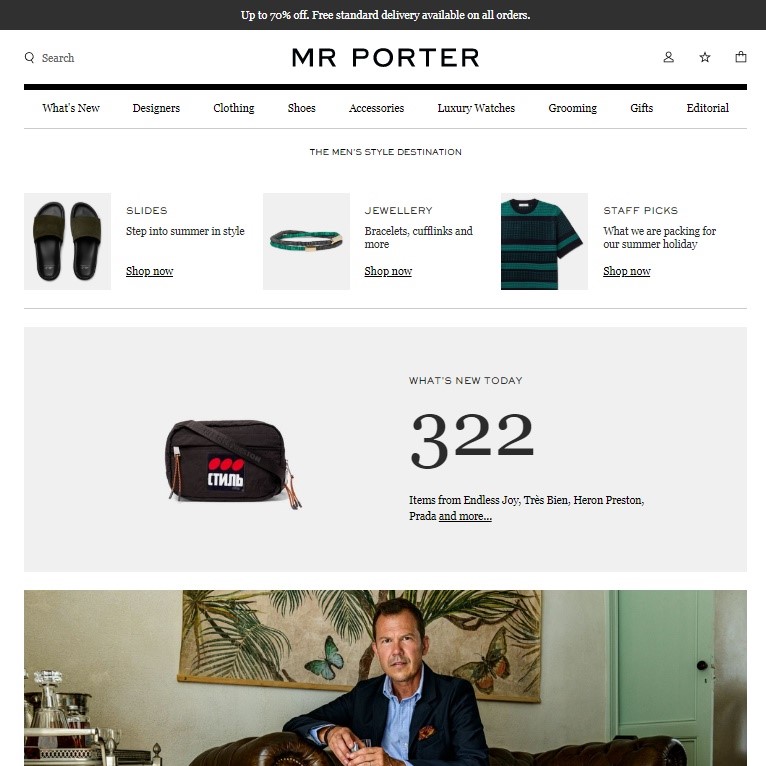 Up to 70% off. Free standard delivery available on all orders.
Search
MR PORTER
What's New
Designers
Clothing
Shoes
Accessories
Luxury Watches
Grooming
Gifts
Editorial
THE MEN'S STYLE DESTINATION
SLIDES
Step into summer in style
Shop now
JEWELLERY
Bracelets, cufflinks and
more
Shop now
STAFF PICKS
What we are packing for
our summer holiday
Shop now
СТИЛЬ
WHAT'S NEW TODAY
322
Items from Endless Joy, Très Bien, Heron Preston,
Prada and more...